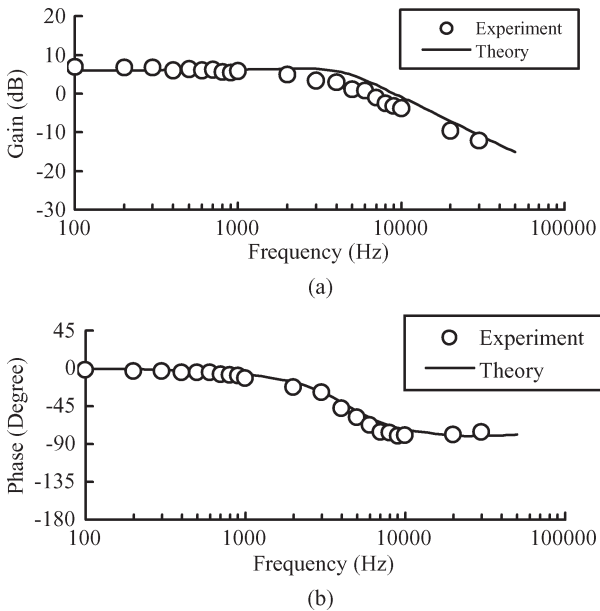 (a)
20
10
0
-10
-20
-30
Gain (dB)
Experiment
Theory
100
1000
10000
100000
Frequency (Hz)
(a)
45
0
-45
-90
-135
-180
Phase (Degree)
Experiment
Theory
100
1000
10000
100000
Frequency (Hz)
(b)